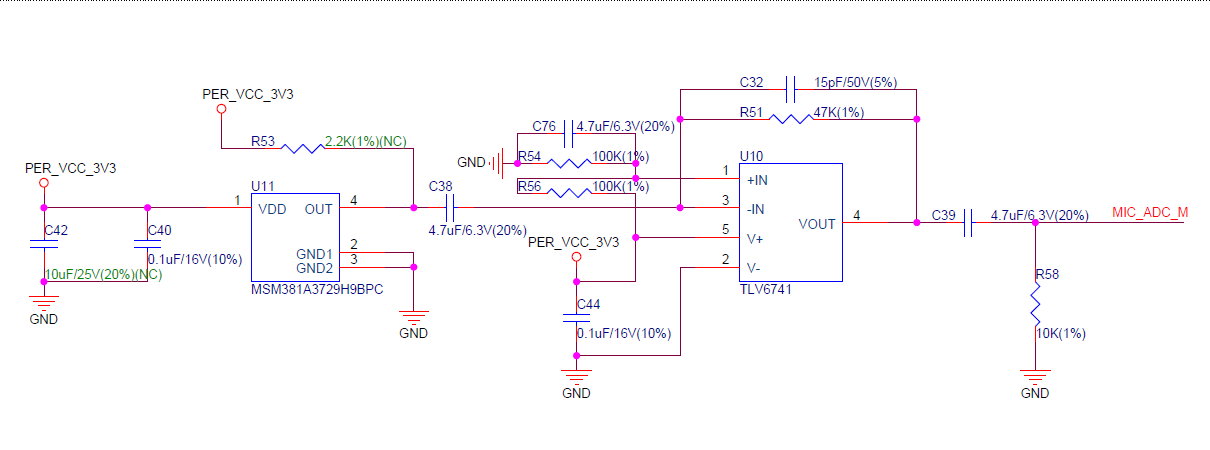 C32 15pF/50V(5%)
PER_VCC_3V3
R51 47K(1%)
C76 4.7uF/6.3V(20%)
R53 2.2K(1%)(NC)
GND R54 100K(1%) U10
PER_VCC_3V3
1 +IN
U11 C38 R56 100K(1%)
1 VDD OUT 4 3 -IN
C42 C40 4.7uF/6.3V(20%) VOUT 4 C39 4.7uF/6.3V(20%) MIC_ADC_M
5 V+
PER_VCC_3V3
GND1 2
0.1uF/16V(10%) GND2 3 2 V-
10uF/25V(20%)(NC) R58
MSM381A3729H9BPC TLV6741
C44
GND GND 0.1uF/16V(10%) 10K(1%)
GND GND